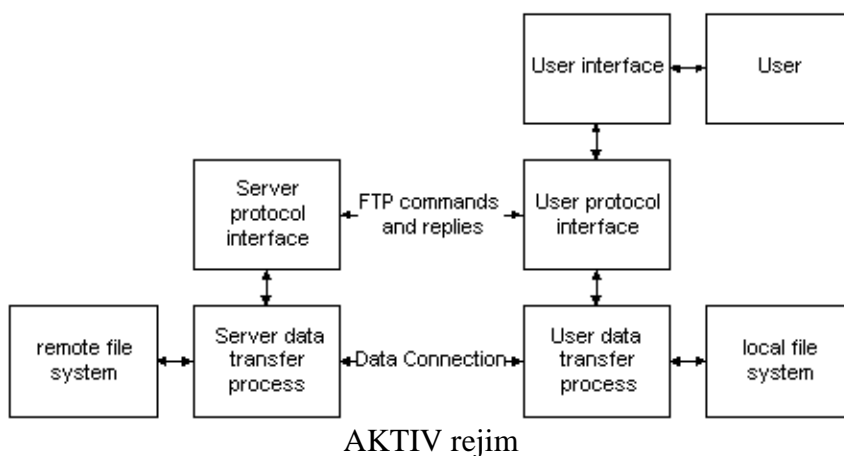 User interface
User
Server
protocol
interface
FTP commands
and replies
User protocol
interface
remote file
system
Server data
transfer
process
Data Connection
User data
transfer
process
local file
system
AKTIV rejim